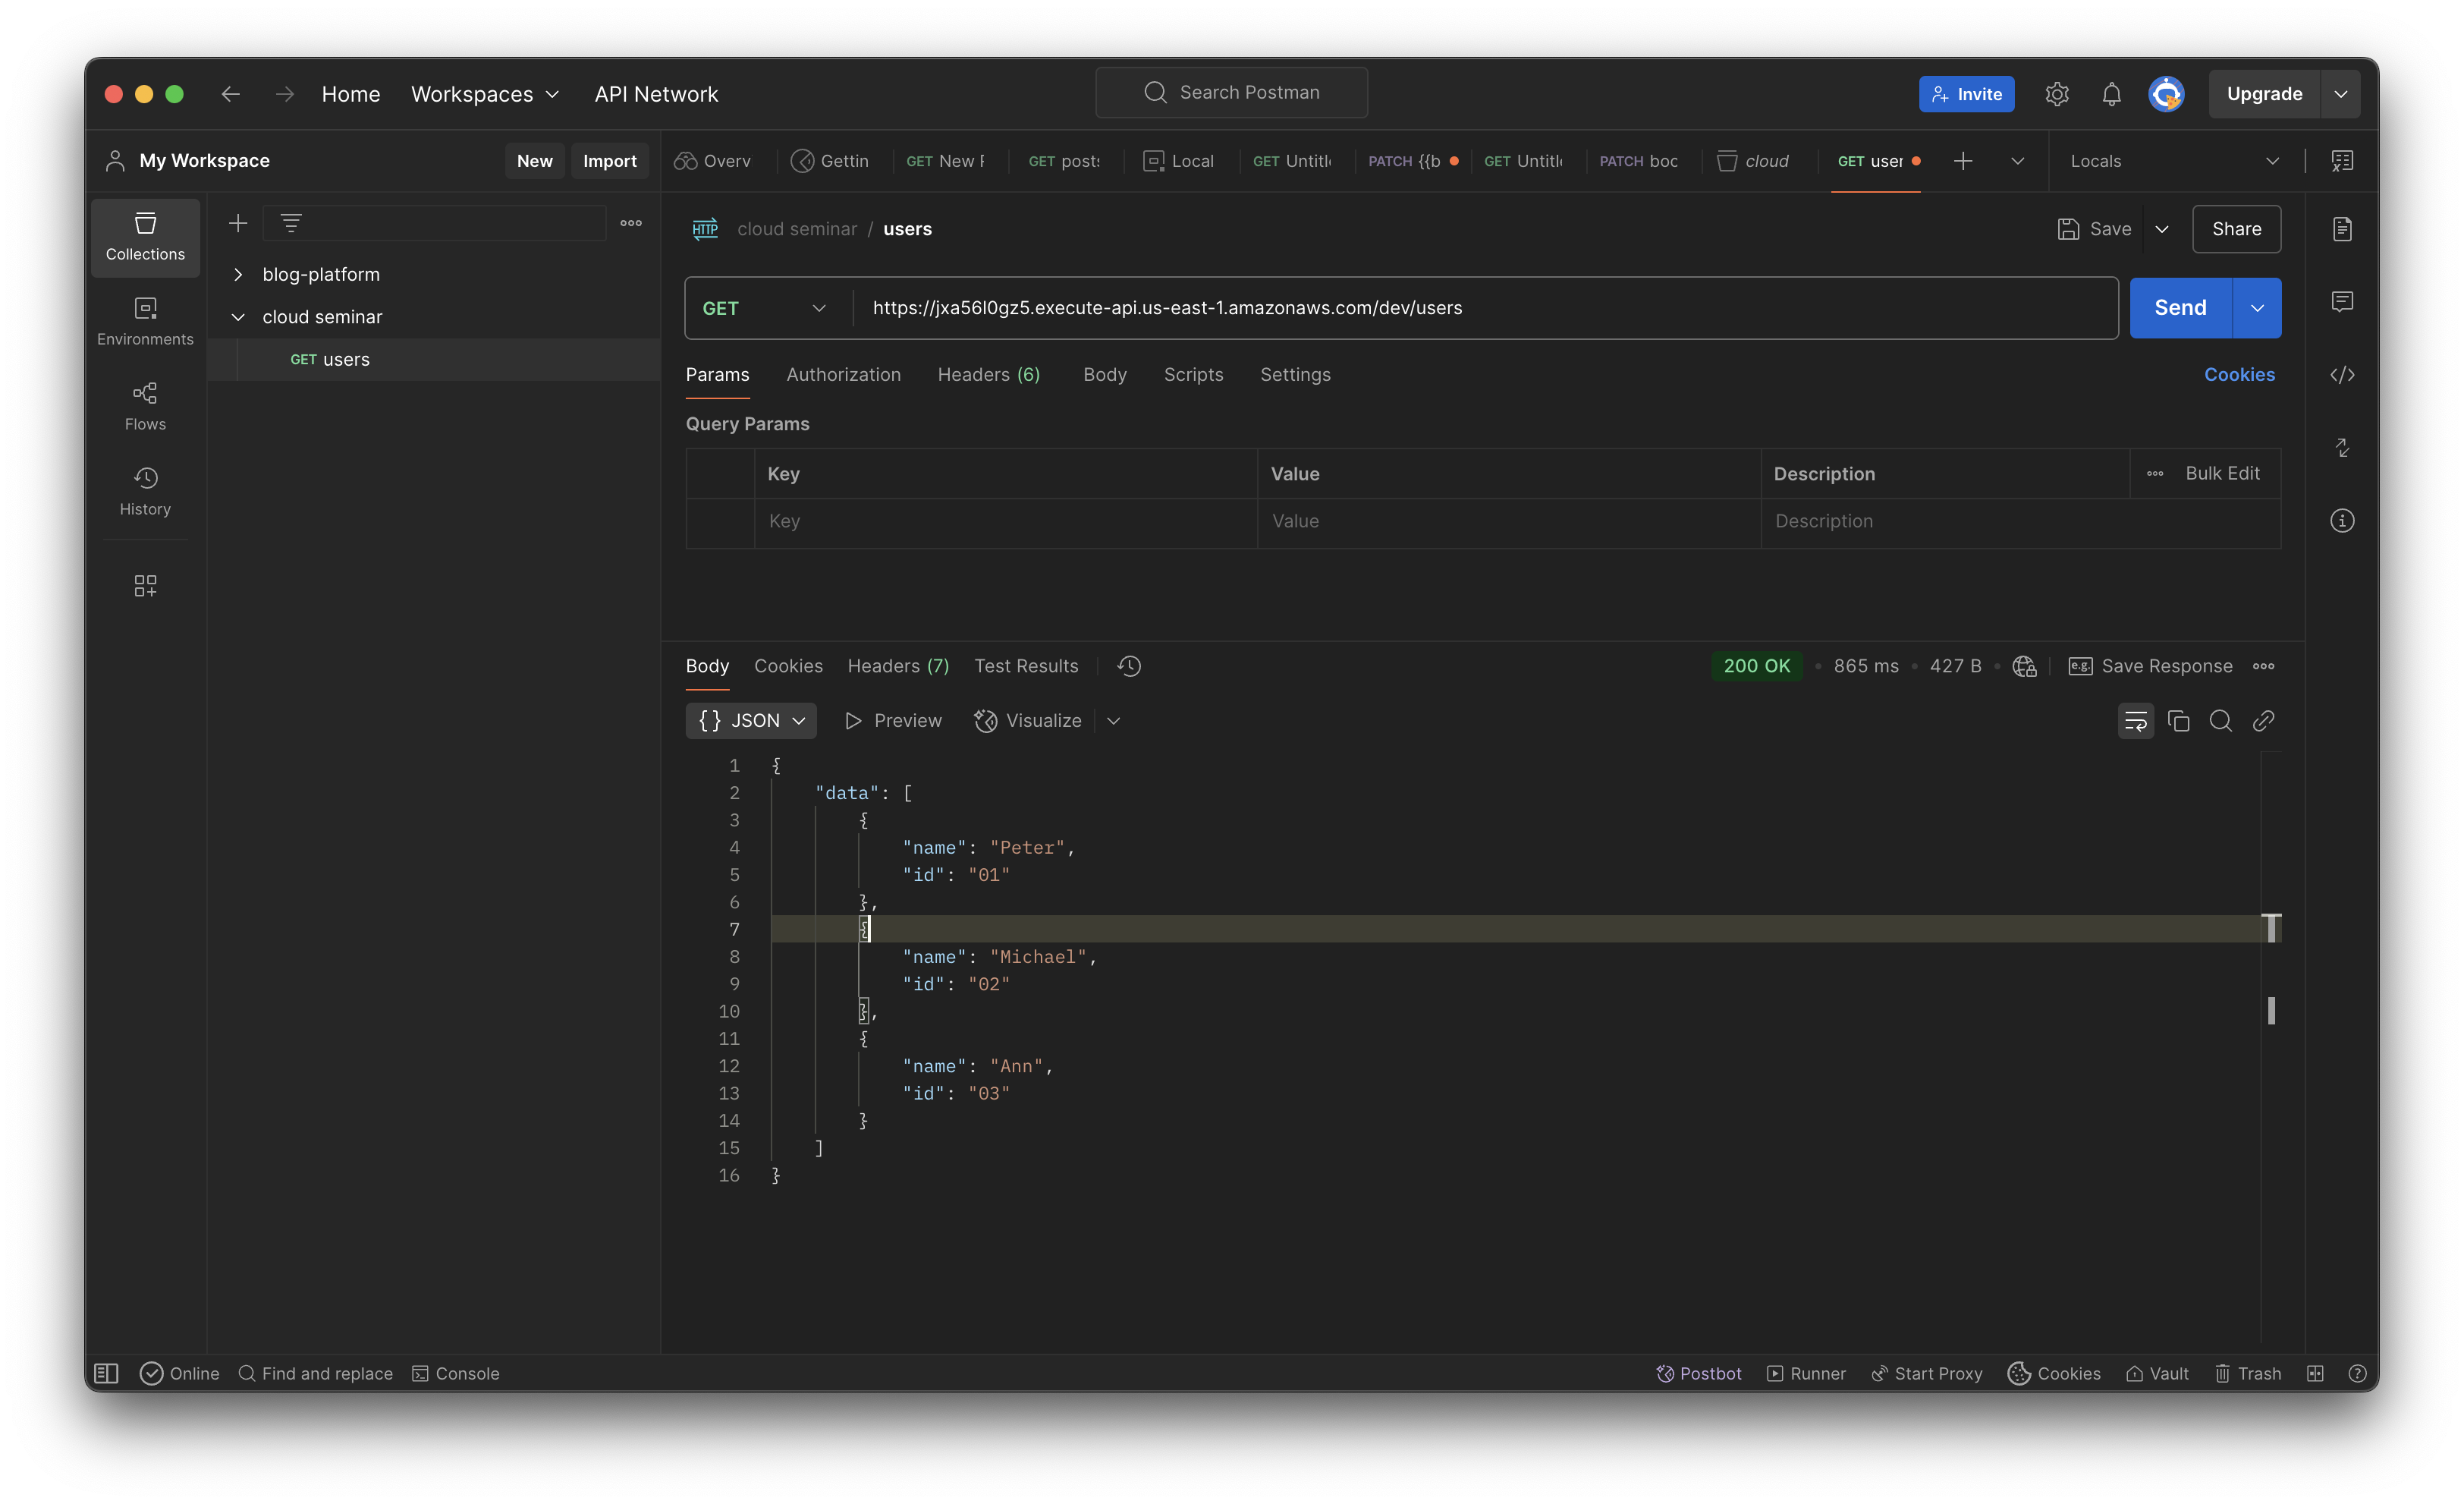 Home Workspaces API Network Search Postman Invite Upgrade
My Workspace New Import Overv Gettin GET New F GET posts Local GET Untitle PATCH {{b GET Untitle PATCH boo cloud GET user Locals
Collections
Environments
Flows
History
blog-platform
cloud seminar
GET users
HTTP cloud seminar / users Save Share
GET https://jxa56l0gz5.execute-api.us-east-1.amazonaws.com/dev/users Send
Params Authorization Headers (6) Body Scripts Settings Cookies
Query Params
Key Value Description Bulk Edit
Key Value Description
Body Cookies Headers (7) Test Results 200 OK 865 ms 427 B e.g. Save Response
{} JSON Preview Visualize
1 {
2 "data": [
3 {
4 "name": "Peter",
5 "id": "01"
6 },
7 {
8 "name": "Michael",
9 "id": "02"
10 },
11 {
12 "name": "Ann",
13 "id": "03"
14 }
15 ]
16 }
Online Find and replace Console Postbot Runner Start Proxy Cookies Vault Trash